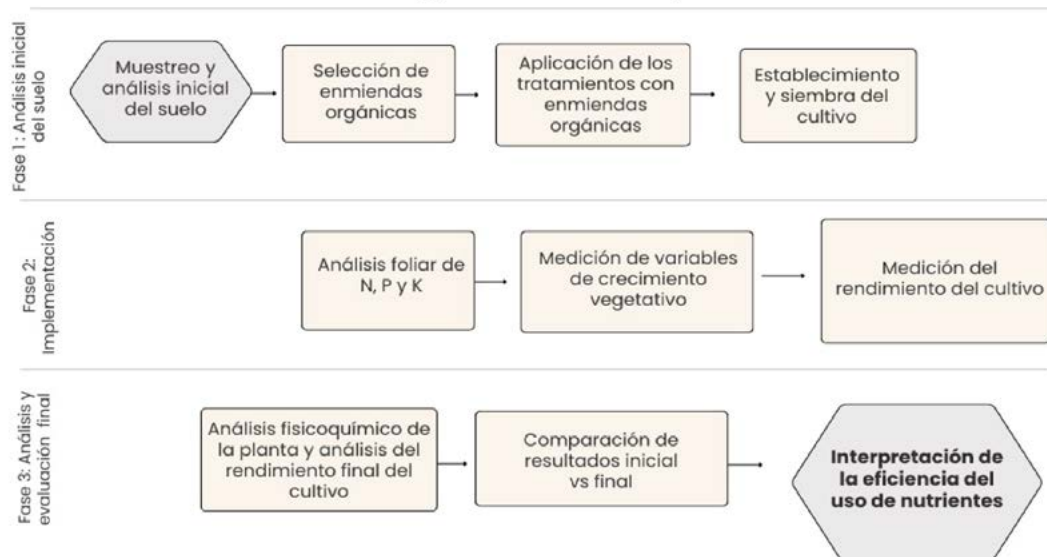 Fase 1 : Análisis inicial
del suelo
Muestreo y
análisis inicial
del suelo
Selección de
enmiendas
orgánicas
Aplicación de los
tratamientos con
enmiendas
orgánicas
Establecimiento
y siembra del
cultivo
Fase 2:
Implementación
Análisis foliar de
N, P y K
Medición de variables
de crecimiento
vegetativo
Medición del
rendimiento del cultivo
Fase 3: Análisis y
evaluación final
Análisis fisicoquímico de
la planta y análisis del
rendimiento final del
cultivo
Comparación de
resultados inicial
vs final
Interpretación de
la eficiencia del
uso de nutrientes